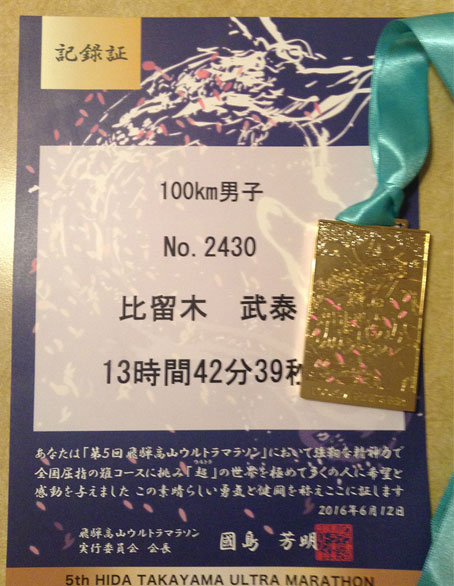 記録証
100km男子
No.2430
比留木 武泰
13時間42分39秒
あなたは「第5回 飛騨高山ウルトラマラソン」において強靭な精神力で
全国屈指の難コースに挑み「超」の世界を極めて多くの人に希望と
ウルトラ
感動を与えました この素晴らしい勇気と健闘を称えここに証します
2016年6月12日
飛騨高山ウルトラマラソン
実行委員会 会長
國島 芳明
5th HIDA TAKAYAMA ULTRA MARATHON